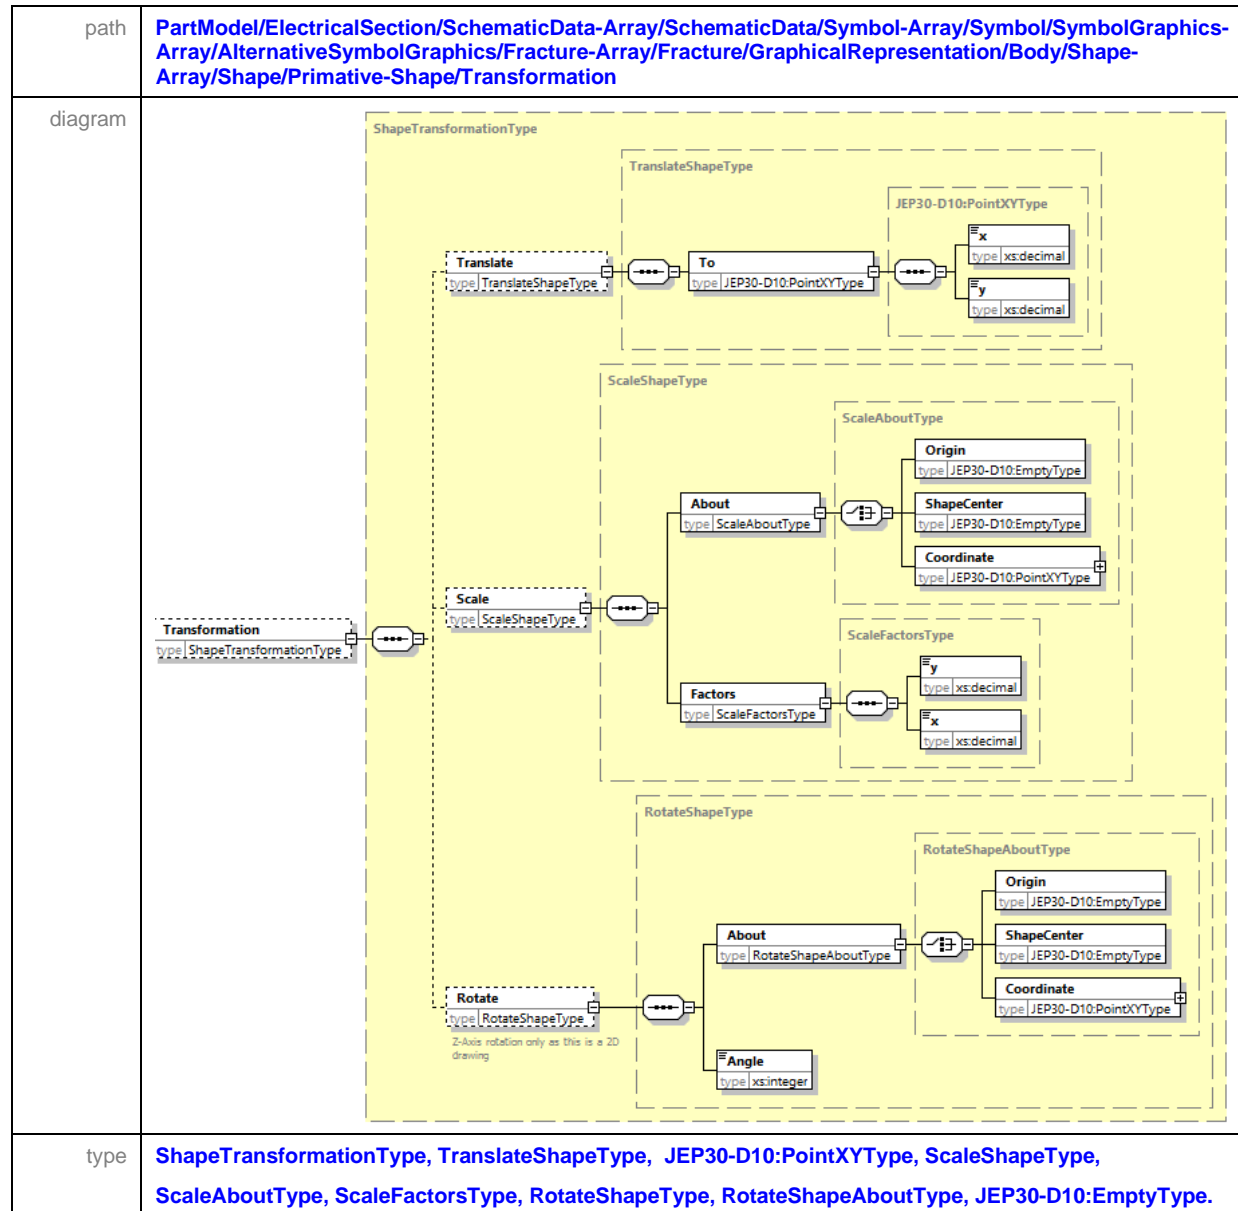 path
PartModel/ElectricalSection/SchematicData-Array/SchematicData/Symbol-Array/Symbol/SymbolGraphics-
Array/AlternativeSymbolGraphics/Fracture-Array/Fracture/GraphicalRepresentation/Body/Shape-
Array/Shape/Primative-Shape/Transformation
diagram
ShapeTransformationType
TranslateShapeType
JEP30-D10:PointXYType
x
type xs:decimal
Translate
type TranslateShapeType
To
type JEP30-D10:PointXYType
y
type xs:decimal
ScaleShapeType
ScaleAboutType
Origin
type JEP30-D10:EmptyType
About
type ScaleAboutType
ShapeCenter
type JEP30-D10:EmptyType
Coordinate
type JEP30-D10:PointXYType
Scale
type ScaleShapeType
Transformation
type ShapeTransformationType
ScaleFactorsType
y
type xs:decimal
Factors
type ScaleFactorsType
x
type xs:decimal
RotateShapeType
RotateShapeAboutType
Origin
type JEP30-D10:EmptyType
About
type RotateShapeAboutType
ShapeCenter
type JEP30-D10:EmptyType
Coordinate
type JEP30-D10:PointXYType
Rotate
type RotateShapeType
Z-Axis rotation only as this is a 2D
drawing
Angle
type xs:integer
type
ShapeTransformationType, TranslateShapeType, JEP30-D10:PointXYType, ScaleShapeType,
ScaleAboutType, ScaleFactorsType, RotateShapeType, RotateShapeAboutType, JEP30-D10:EmptyType.